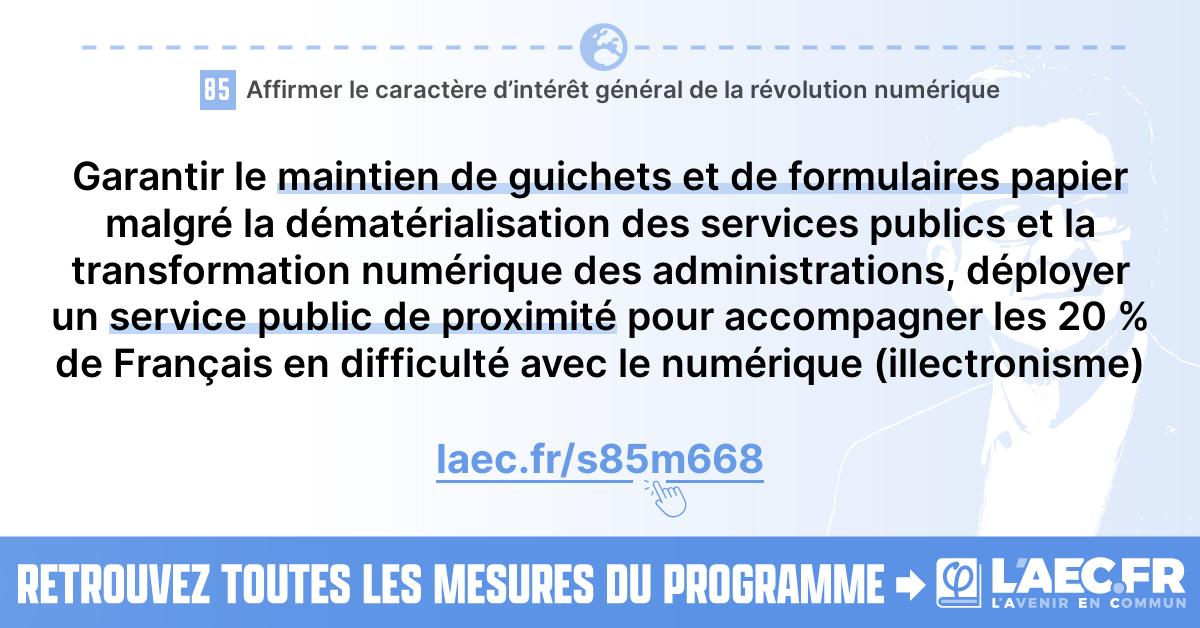 85 Affirmer le caractère d’intérêt général de la révolution numérique
Garantir le maintien de guichets et de formulaires papier
malgré la dématérialisation des services publics et la
transformation numérique des administrations, déployer
un service public de proximité pour accompagner les 20 %
de Français en difficulté avec le numérique (illectronisme)
laec.fr/s85m668
RETROUVEZ TOUTES LES MESURES DU PROGRAMME
φ L'AEC.FR
L'AVENIR EN COMMUN